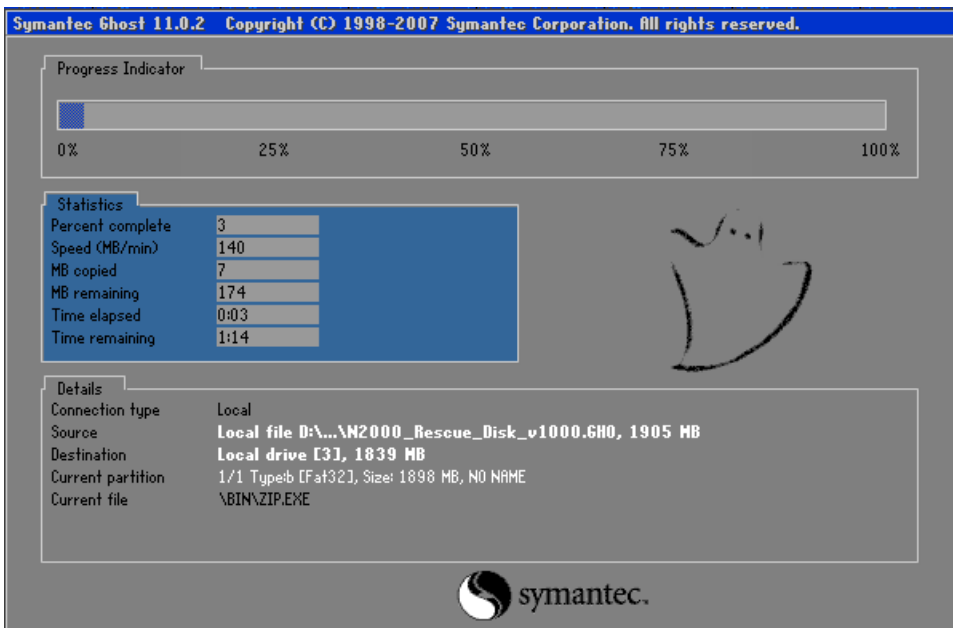 Symantec Ghost 11.0.2 Copyright (C) 1998-2007 Symantec Corporation. All rights reserved.
Progress Indicator
0% 25% 50% 75% 100%
Statistics
Percent complete 3
Speed (MB/min) 140
MB copied 7
MB remaining 174
Time elapsed 0:03
Time remaining 1:14
Details
Connection type Local
Source Local file D:\...\N2000_Rescue_Disk_v1000.GHO, 1905 MB
Destination Local drive [3], 1839 MB
Current partition 1/1 Type:b [Fat32], Size: 1898 MB, NO NAME
Current file \BIN\ZIP.EXE
symantec.